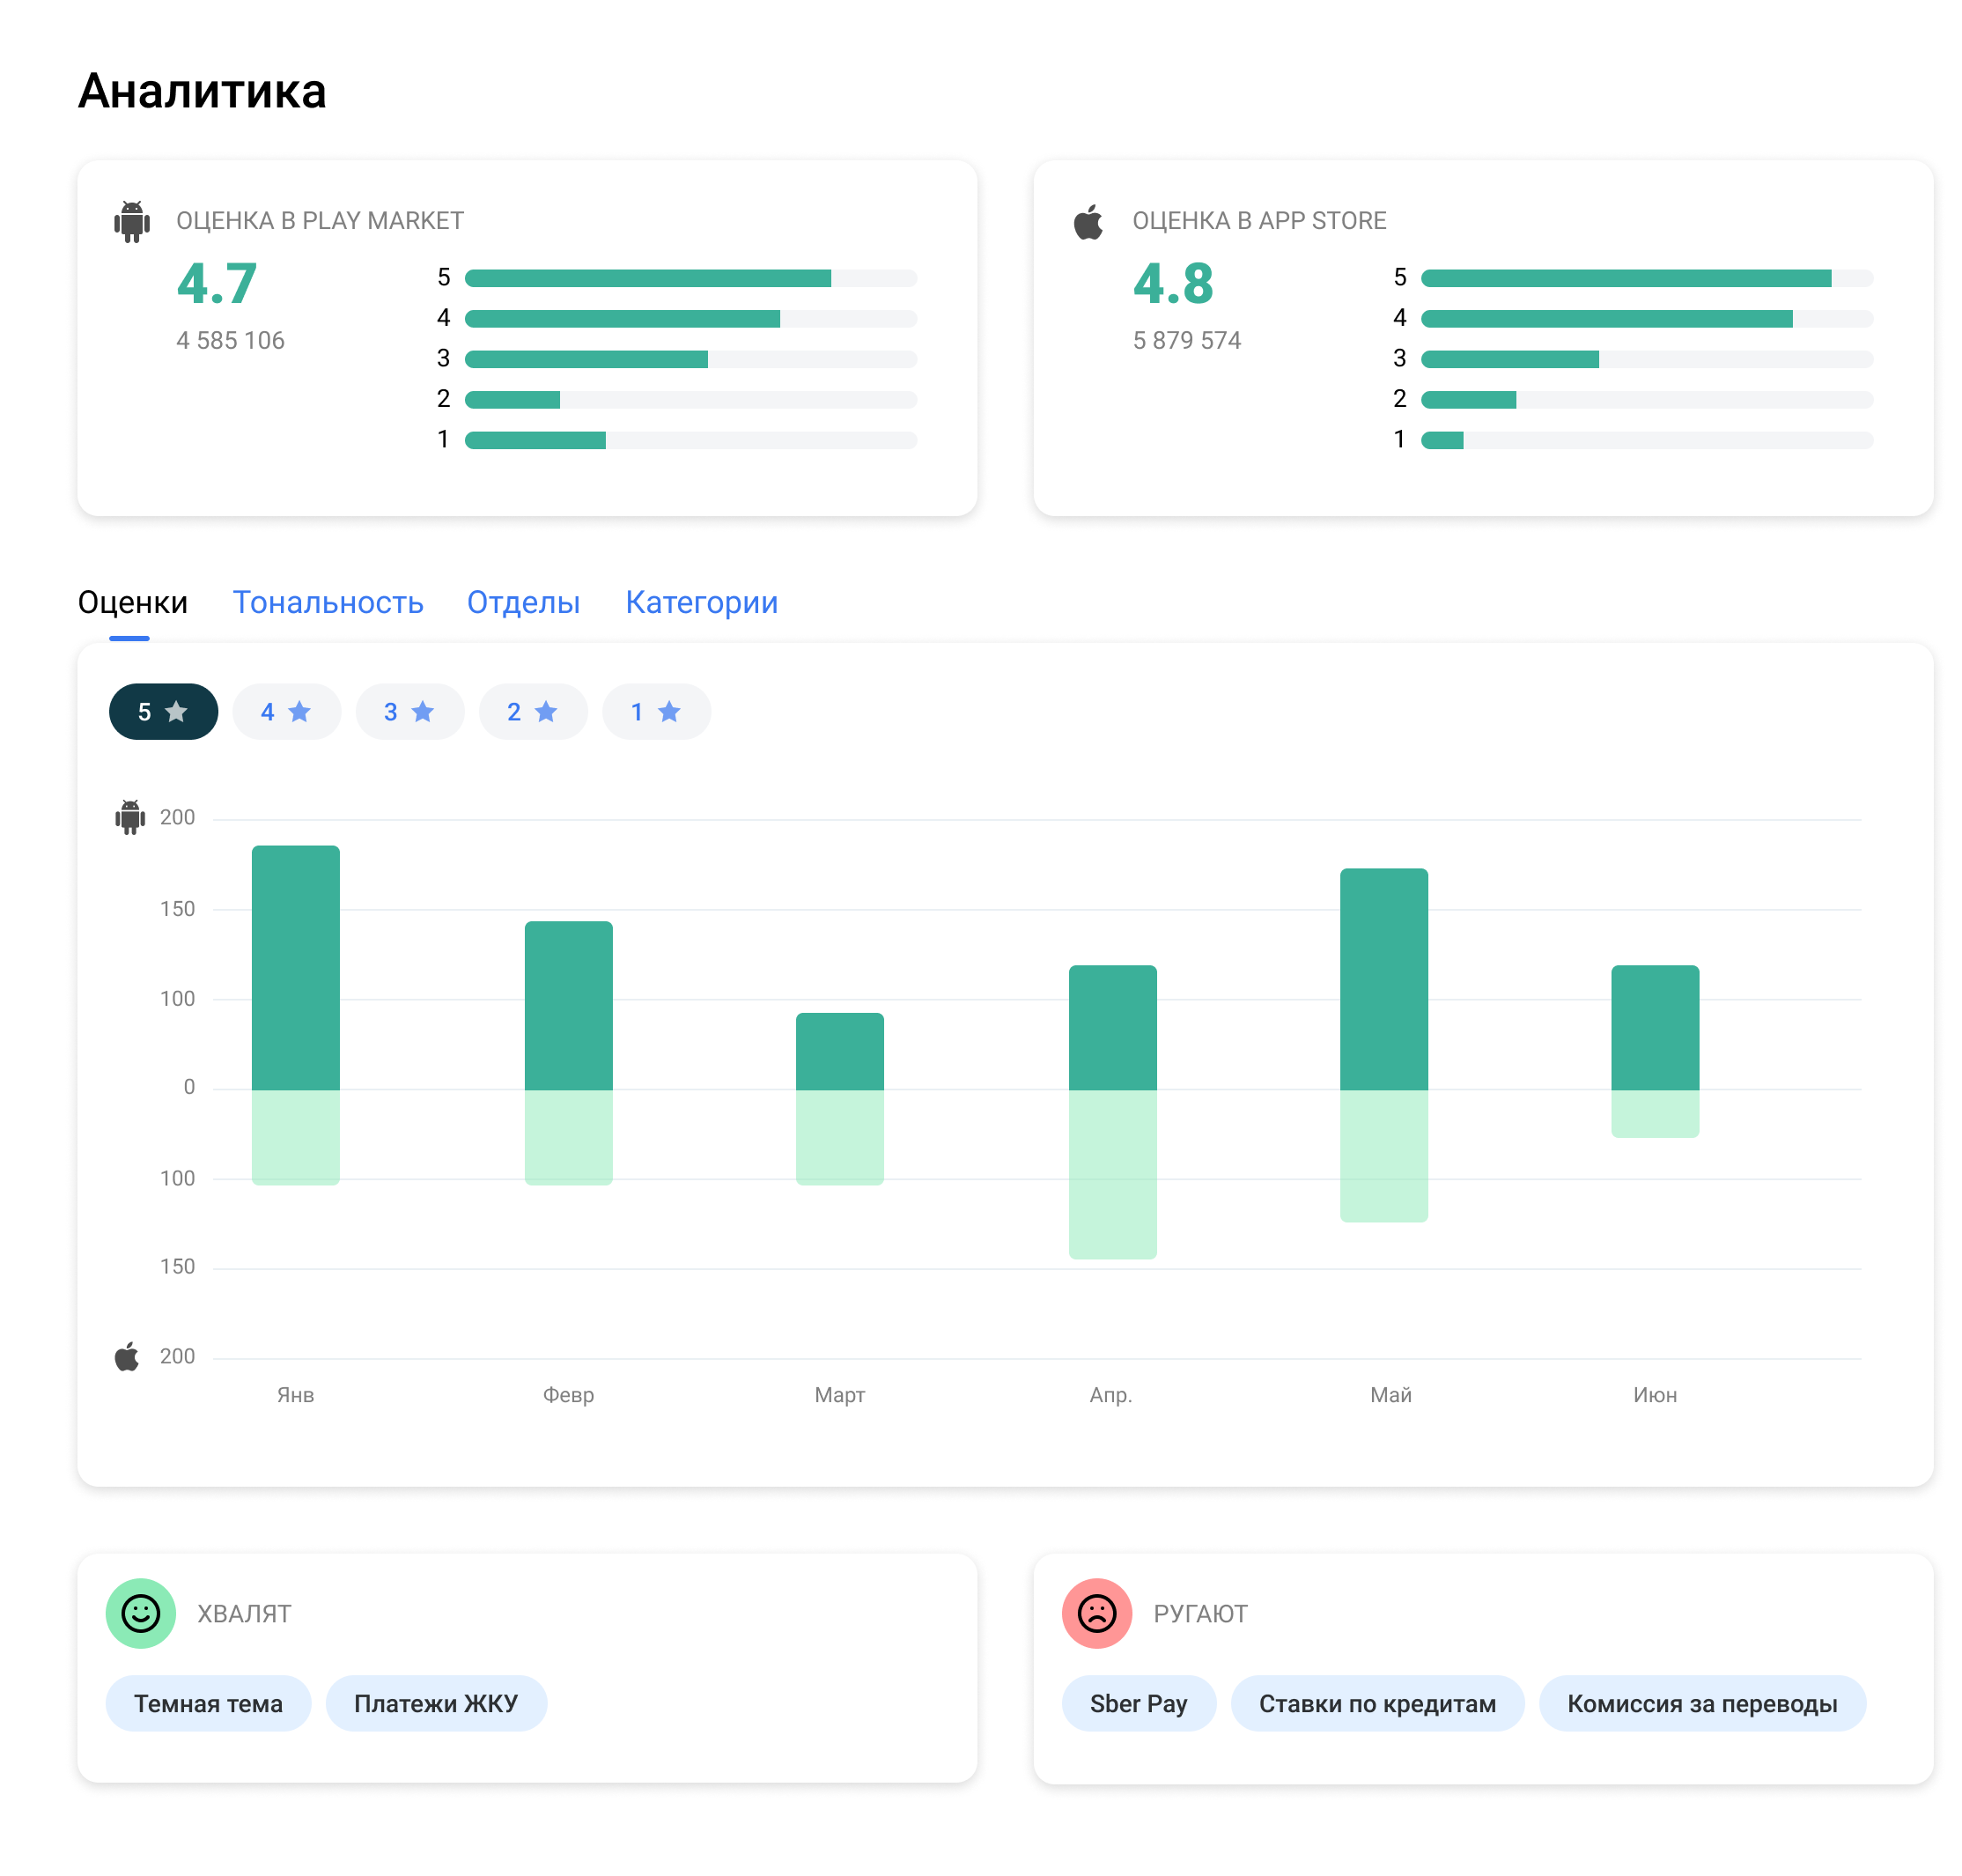 Аналитика
ОЦЕНКА В PLAY MARKET
4.7
4 585 106
5
4
3
2
1
ОЦЕНКА В APP STORE
4.8
5 879 574
5
4
3
2
1
Оценки Тональность Отделы Категории
5 4 3 2 1
200
150
100
0
100
150
200
Янв Февр Март Апр. Май Июн
ХВАЛЯТ
Темная тема Платежи ЖКУ
РУГАЮТ
Sber Pay Ставки по кредитам Комиссия за переводы